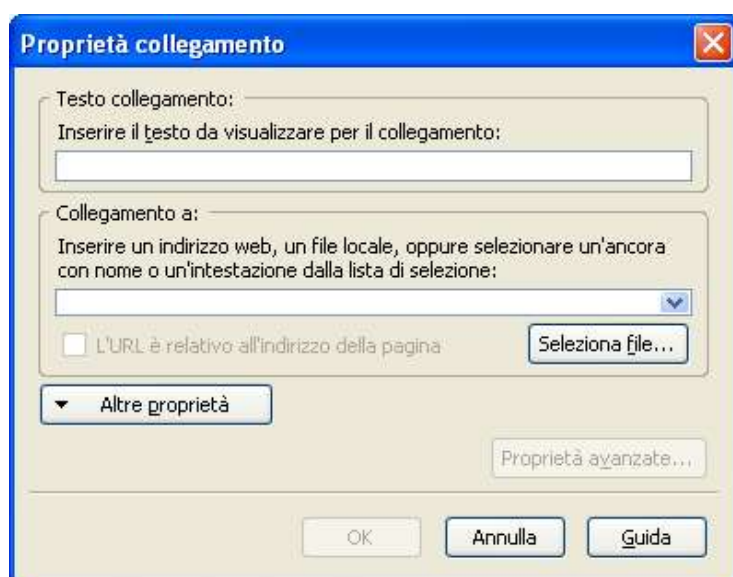 Proprietà collegamento
Testo collegamento:
Inserire il testo da visualizzare per il collegamento:
Collegamento a:
Inserire un indirizzo web, un file locale, oppure selezionare un'ancora
con nome o un'intestazione dalla lista di selezione:
L'URL è relativo all'indirizzo della pagina
Seleziona file...
Altre proprietà
Proprietà avanzate...
OK
Annulla
Guida